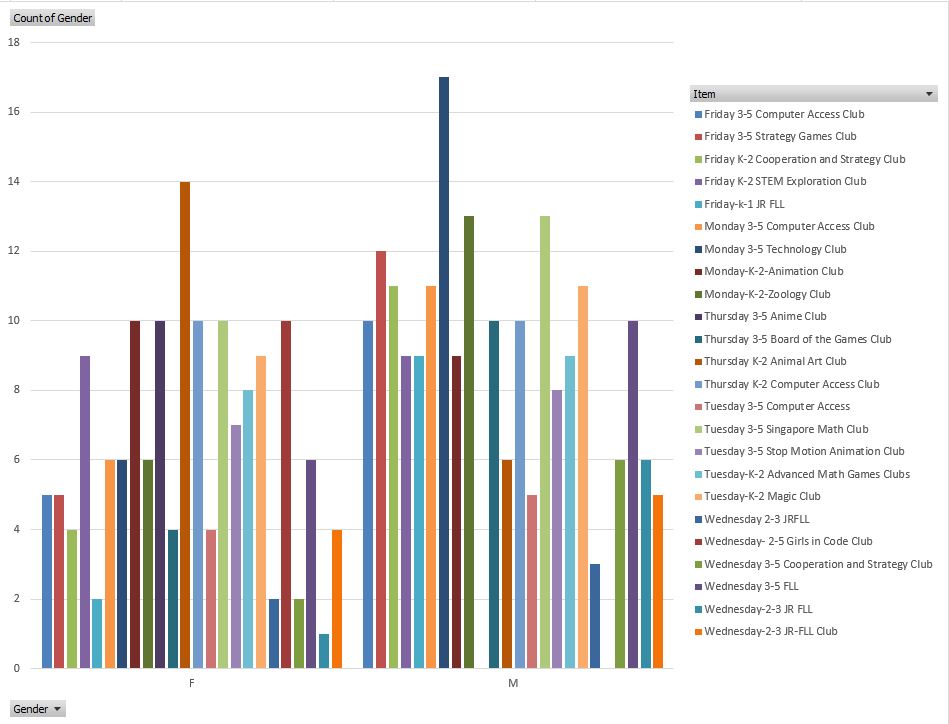 Count of Gender
18
16
14
12
10
8
6
4
2
0
F
M
Gender
Item
Friday 3-5 Computer Access Club
Friday 3-5 Strategy Games Club
Friday K-2 Cooperation and Strategy Club
Friday K-2 STEM Exploration Club
Friday-k-1 JR FLL
Monday 3-5 Computer Access Club
Monday 3-5 Technology Club
Monday-K-2-Animation Club
Monday-K-2-Zoology Club
Thursday 3-5 Anime Club
Thursday 3-5 Board of the Games Club
Thursday K-2 Animal Art Club
Thursday K-2 Computer Access Club
Tuesday 3-5 Computer Access
Tuesday 3-5 Singapore Math Club
Tuesday 3-5 Stop Motion Animation Club
Tuesday-K-2 Advanced Math Games Clubs
Tuesday-K-2 Magic Club
Wednesday 2-3 JRFLL
Wednesday- 2-5 Girls in Code Club
Wednesday 3-5 Cooperation and Strategy Club
Wednesday 3-5 FLL
Wednesday-2-3 JR FLL
Wednesday-2-3 JR-FLL Club